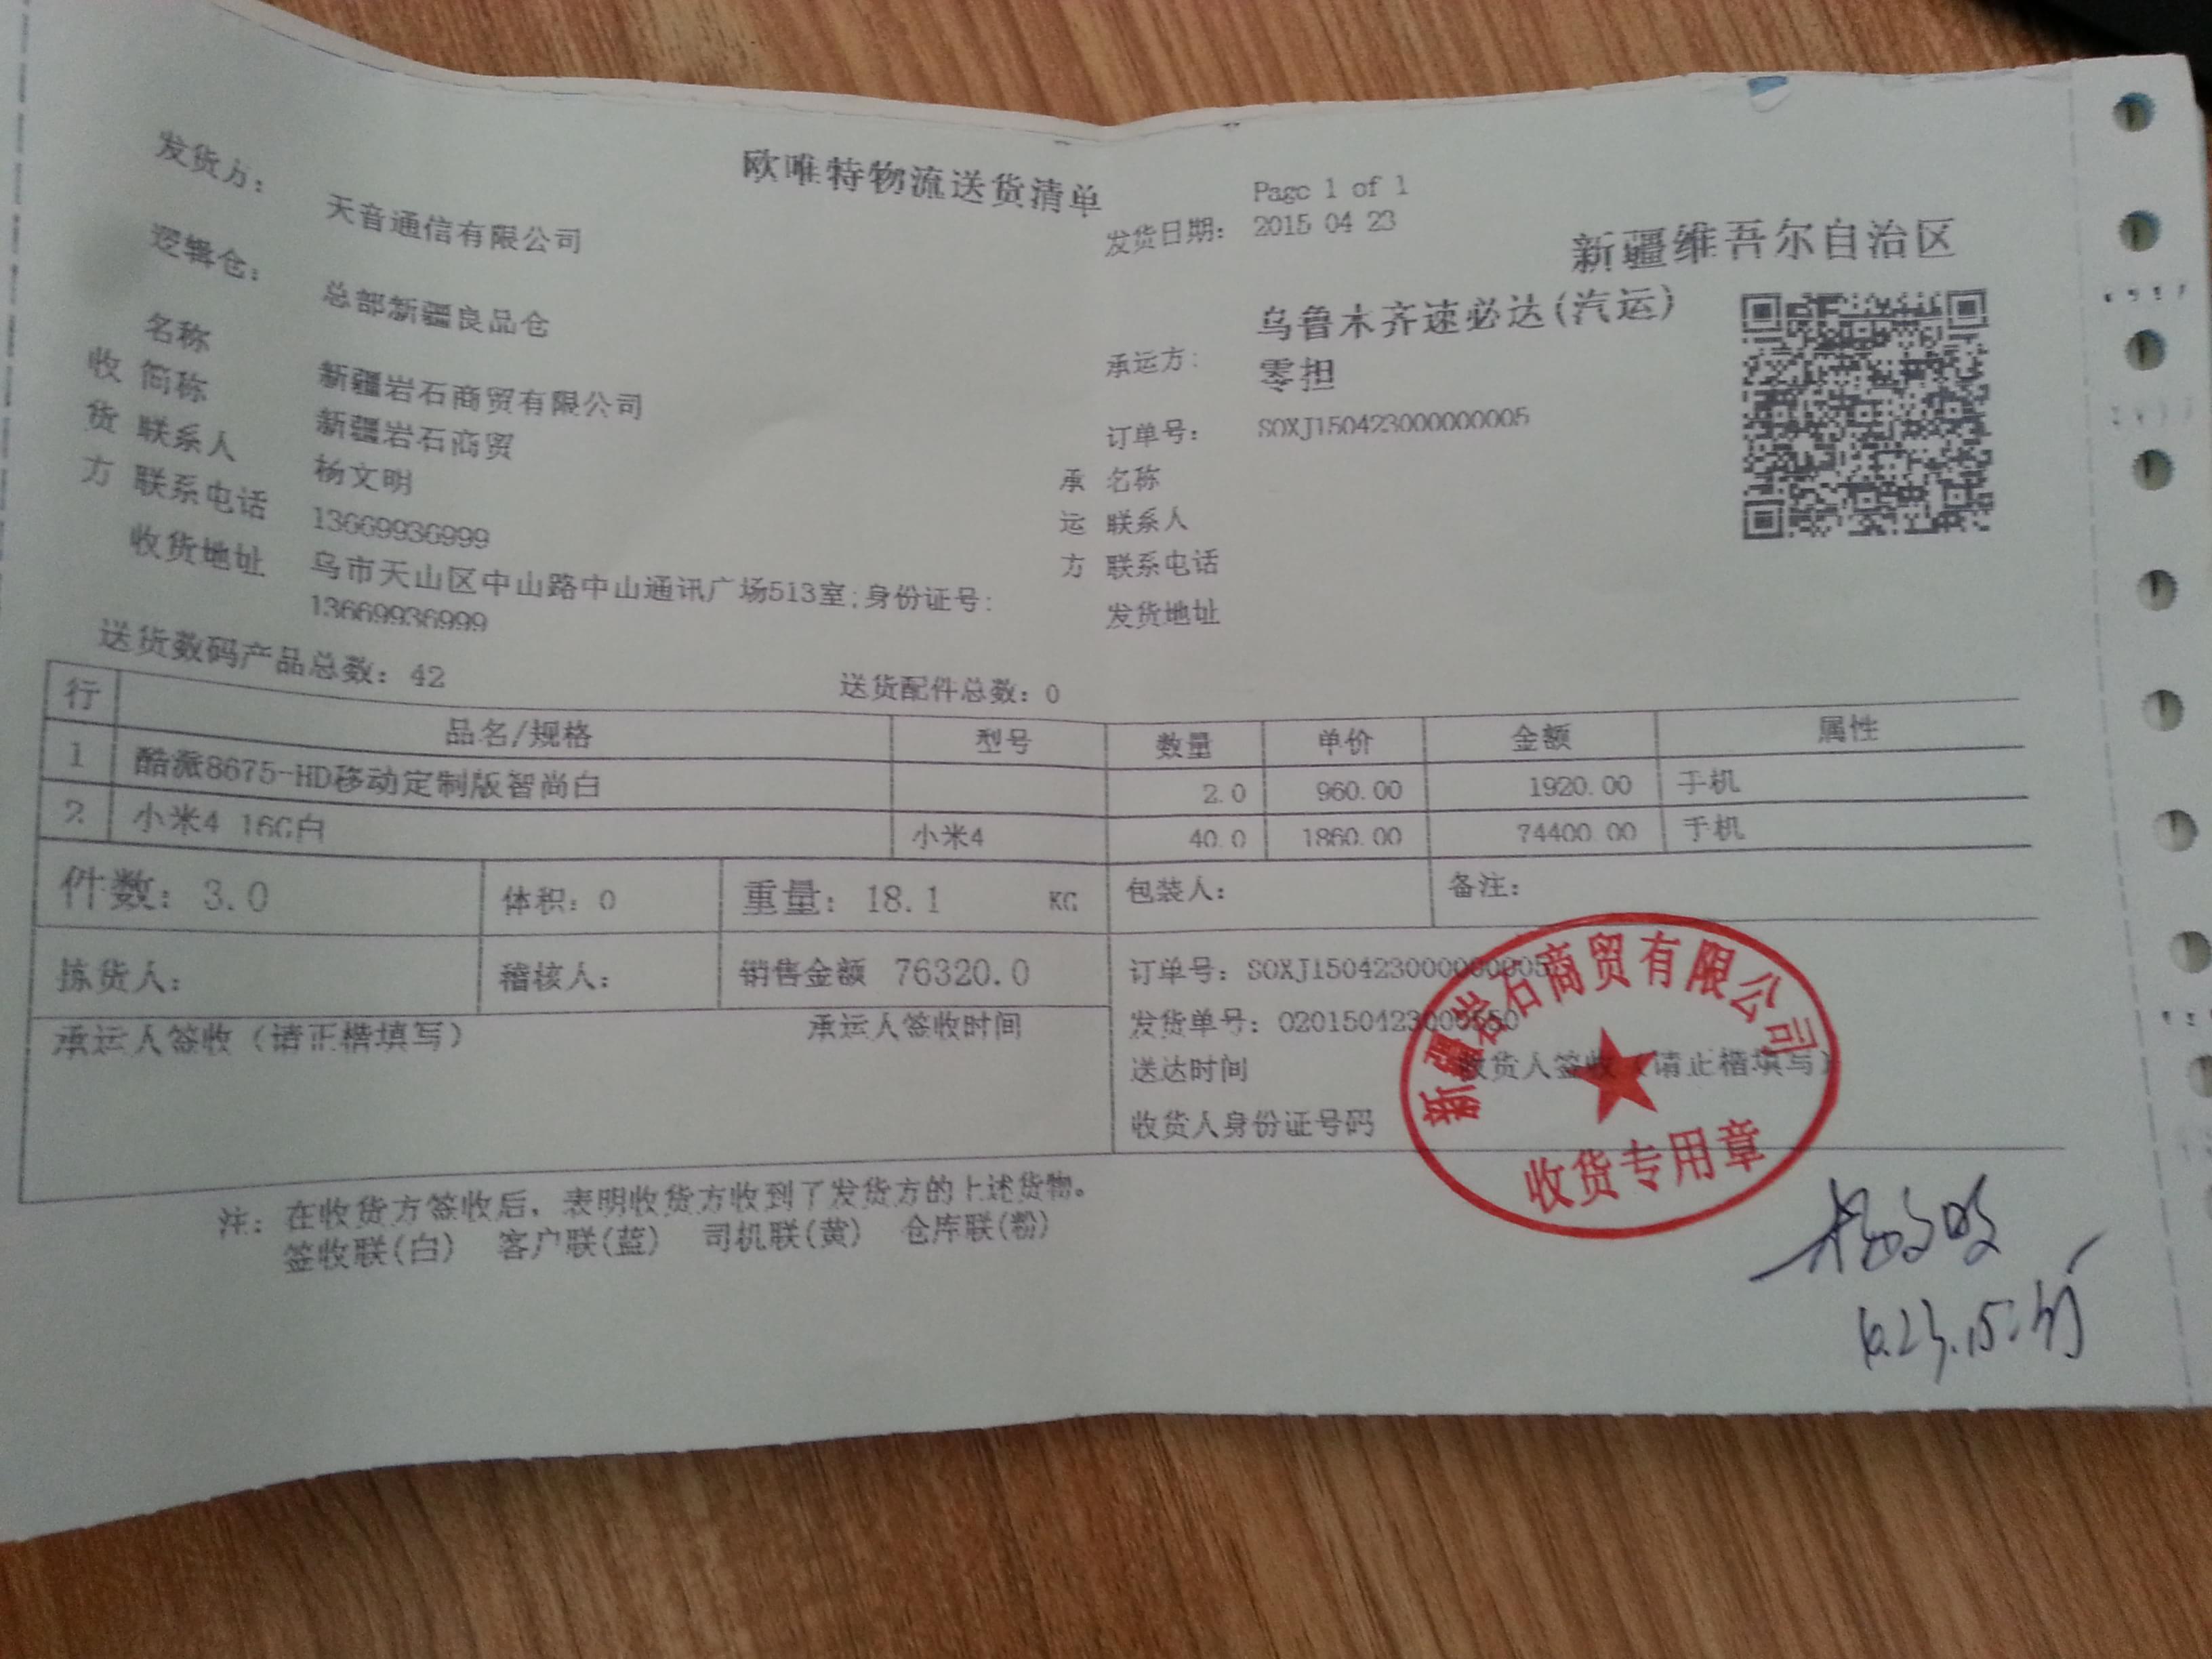 欧唯特物流送货清单
Page 1 of 1
发货方： 天音通信有限公司
发货日期： 2015 04 23
新疆维吾尔自治区
逻辑仓： 总部新疆良品仓
乌鲁木齐速必达(汽运)
承运方： 零担
名称 新疆岩石商贸有限公司
收 简称 新疆岩石商贸
订单号： SOXJ150423000000005
货 联系人 杨文明
承 名称
方 联系电话 13669936999
运 联系人
收货地址 乌市天山区中山路中山通讯广场513室;身份证号:
13669936999
方 联系电话
发货地址
送货数码产品总数：42 送货配件总数：0
行 品名/规格 型号 数量 单价 金额 属性
1 酷派8675-HD移动定制版智尚白 2.0 960.00 1920.00 手机
2 小米4 16G白 小米4 40.0 1860.00 74400.00 手机
件数：3.0 体积：0 重量：18.1 KG 包装人： 备注：
拣货人： 稽核人： 销售金额 76320.0 订单号：SOXJ150423000000005
承运人签收（请正楷填写） 承运人签收时间 发货单号：
送达时间 收货人签收（请正楷填写）
收货人身份证号码
新疆岩石商贸有限公司
收货专用章
注：在收货方签收后，表明收货方收到了发货方的上述货物。
签收联(白) 客户联(蓝) 司机联(黄) 仓库联(粉)
杨文明